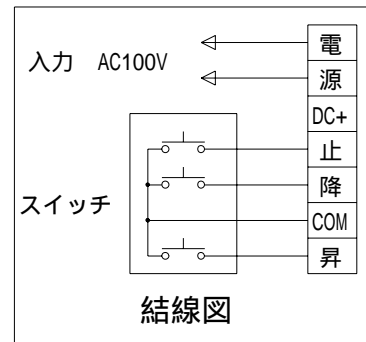 入力 AC100V
電
源
DC+
止
降
COM
昇
スイッチ
結線図